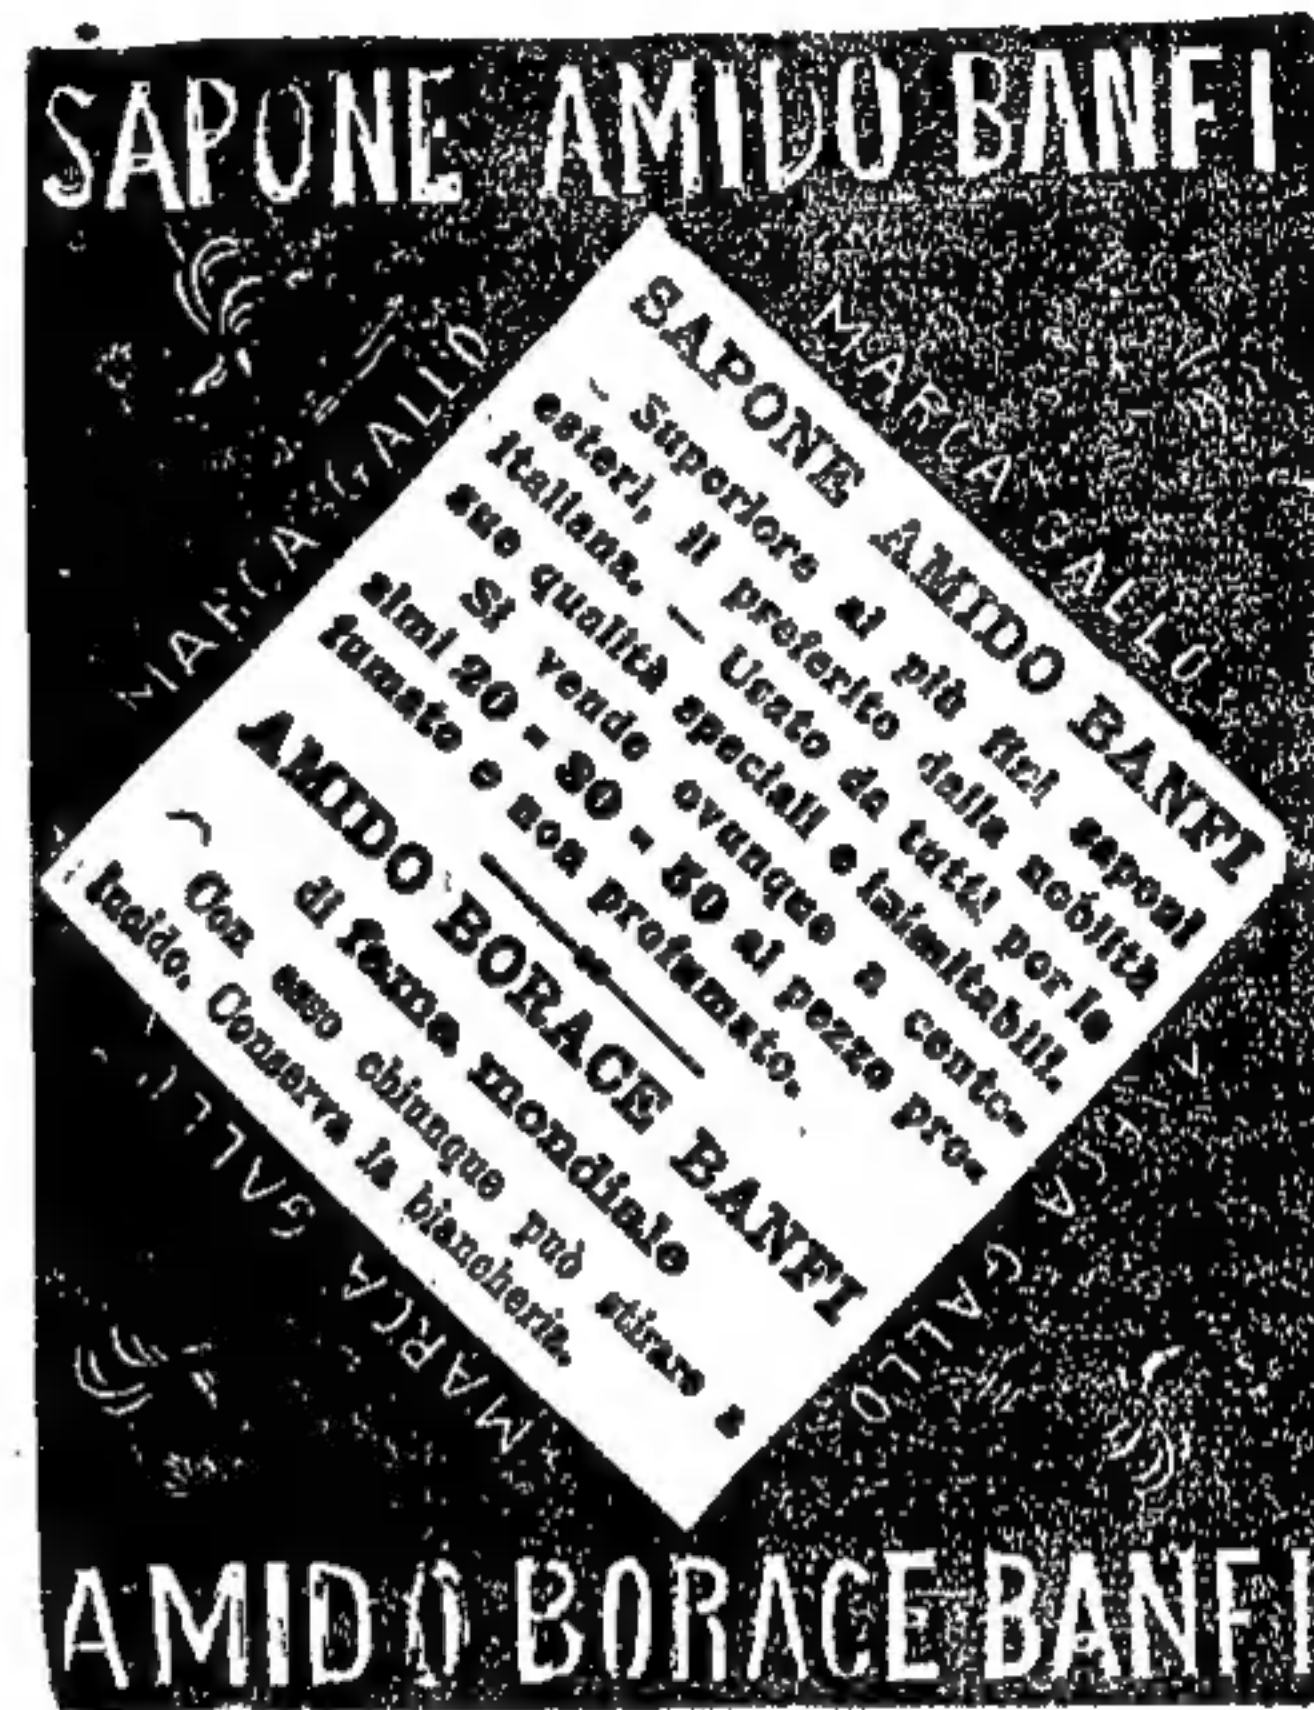 SAPONE AMIDO BANFI
MARCA GALLO
MARCA GALLO
SAPONE AMIDO BANFI
— Superiore ai più fini saponi
esteri, il preferito dalla nobiltà
italiana. — Usato da tutti per le
sue qualità speciali e inimitabili.
Si vende ovunque a cente-
simi 20 - 30 - 50 al pezzo pro-
fumato e non profumato.
AMIDO BORACE BANFI
di fama mondiale
Con esso chiunque può stirare a
lucido. Conserva la biancheria.
MARCA GALLO
MARCA GALLO
AMIDO BORACE BANFI